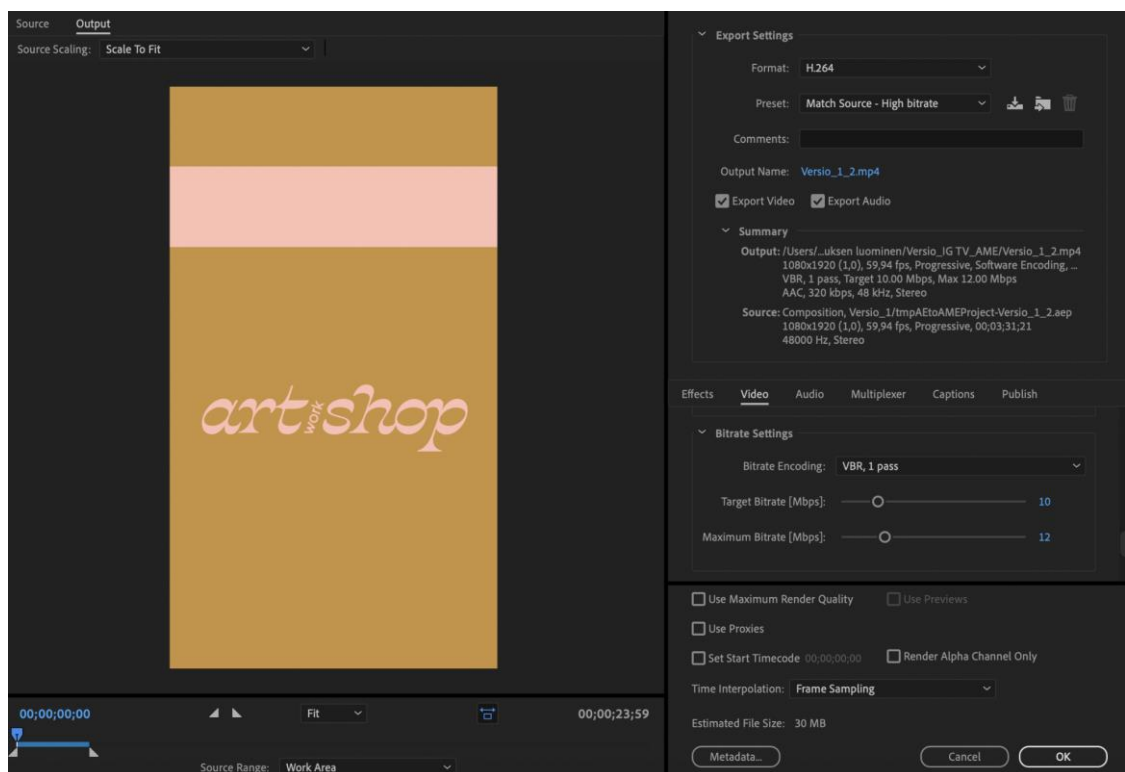 Source Output
Source Scaling: Scale To Fit
art work shop
00;00;00;00 Fit 00;00;23;59
Source Range: Work Area
Export Settings
Format: H.264
Preset: Match Source - High bitrate
Comments:
Output Name: Versio_1_2.mp4
Export Video Export Audio
Summary
Output: /Users/...uksen luominen/Versio_IG TV_AME/Versio_1_2.mp4
1080x1920 (1,0), 59,94 fps, Progressive, Software Encoding, ...
VBR, 1 pass, Target 10.00 Mbps, Max 12.00 Mbps
AAC, 320 kbps, 48 kHz, Stereo
Source: Composition, Versio_1/tmpAEtoAMEProject-Versio_1_2.aep
1080x1920 (1,0), 59,94 fps, Progressive, 00;03;31;21
48000 Hz, Stereo
Effects Video Audio Multiplexer Captions Publish
Bitrate Settings
Bitrate Encoding: VBR, 1 pass
Target Bitrate [Mbps]: 10
Maximum Bitrate [Mbps]: 12
Use Maximum Render Quality Use Previews
Use Proxies
Set Start Timecode 00;00;00;00 Render Alpha Channel Only
Time Interpolation: Frame Sampling
Estimated File Size: 30 MB
Metadata... Cancel OK